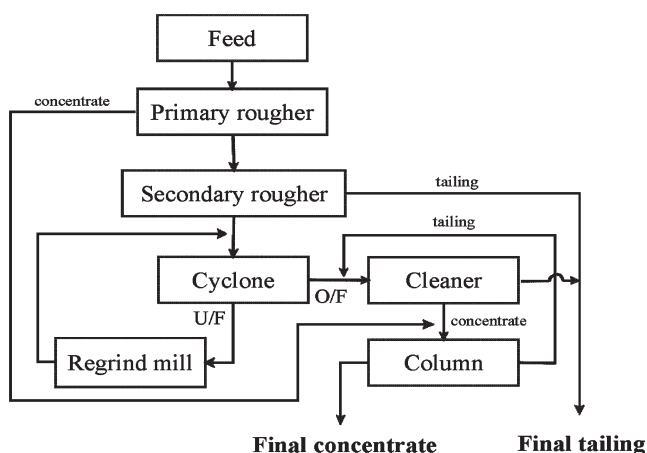 Feed
concentrate
Primary rougher
Secondary rougher
tailing
tailing
Cyclone
O/F
Cleaner
U/F
concentrate
Regrind mill
Column
Final concentrate
Final tailing